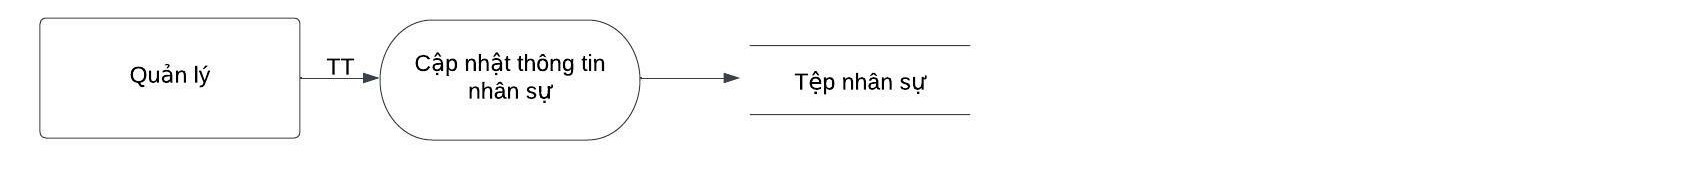 Quản lý
TT
Cập nhật thông tin
nhân sự
Tệp nhân sự